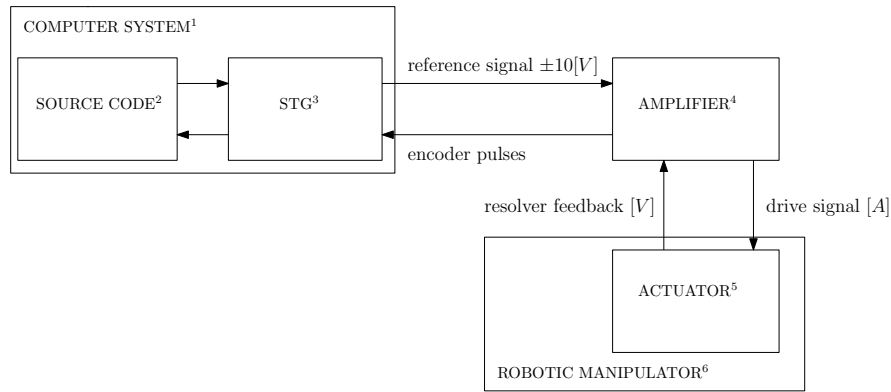 COMPUTER SYSTEM¹
SOURCE CODE²
STG³
reference signal ±10[V]
AMPLIFIER⁴
encoder pulses
resolver feedback [V]
drive signal [A]
ACTUATOR⁵
ROBOTIC MANIPULATOR⁶